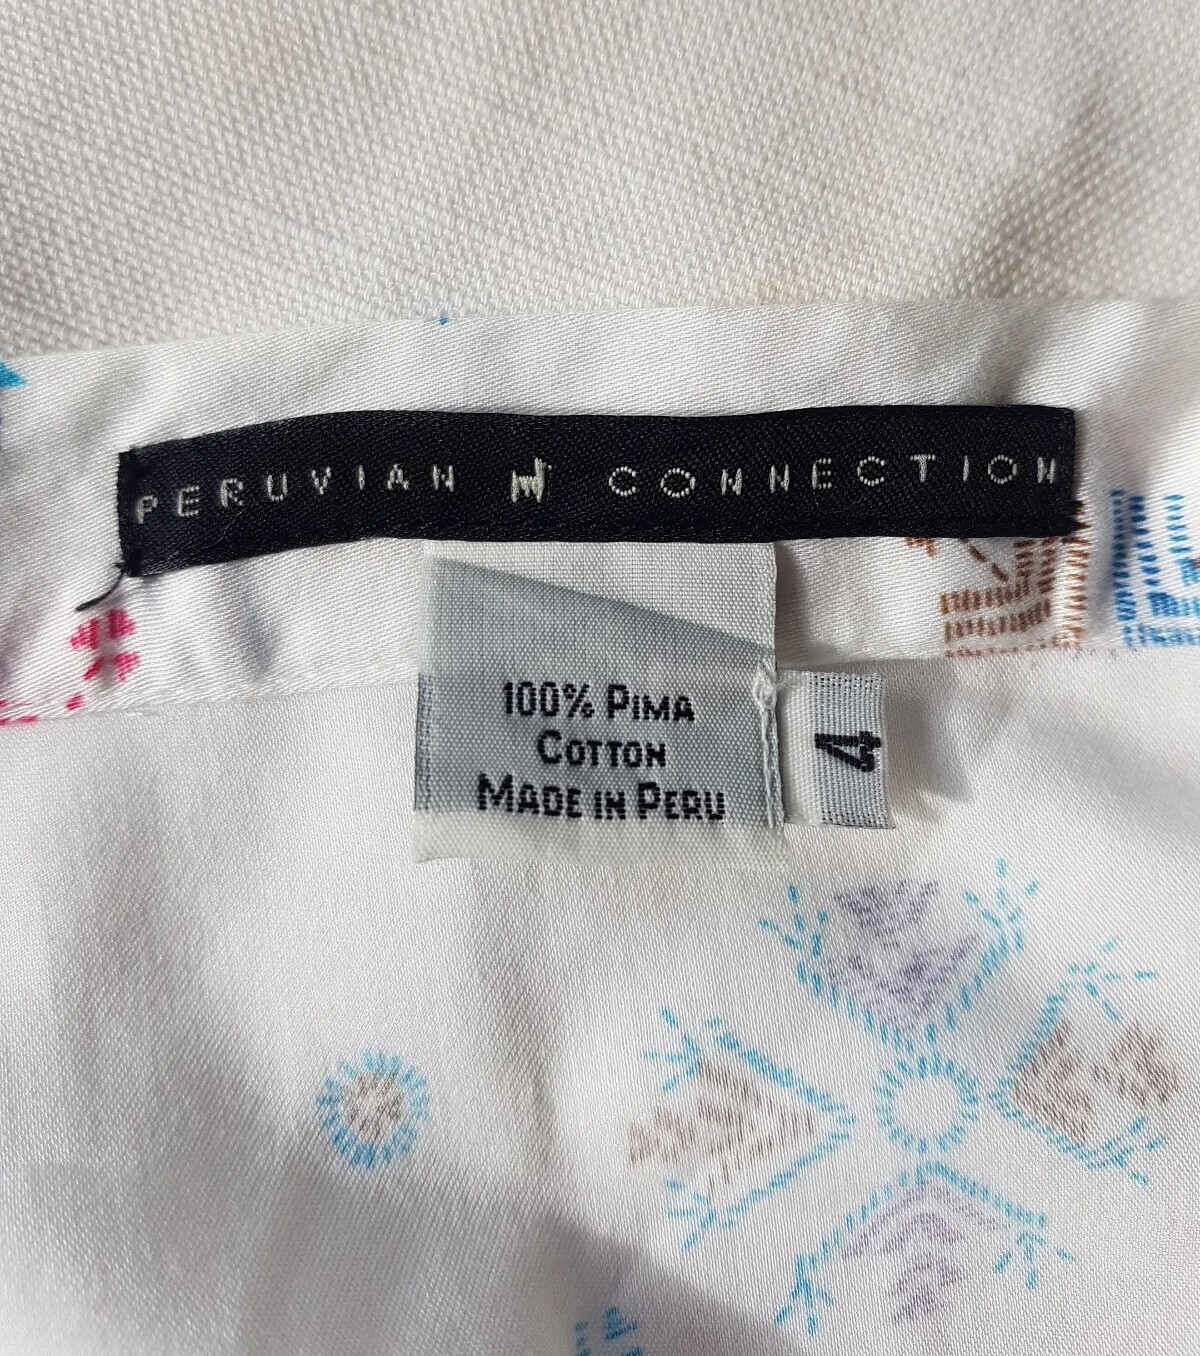 PERUVIAN CONNECTION
100% PIMA
COTTON
MADE IN PERU
4